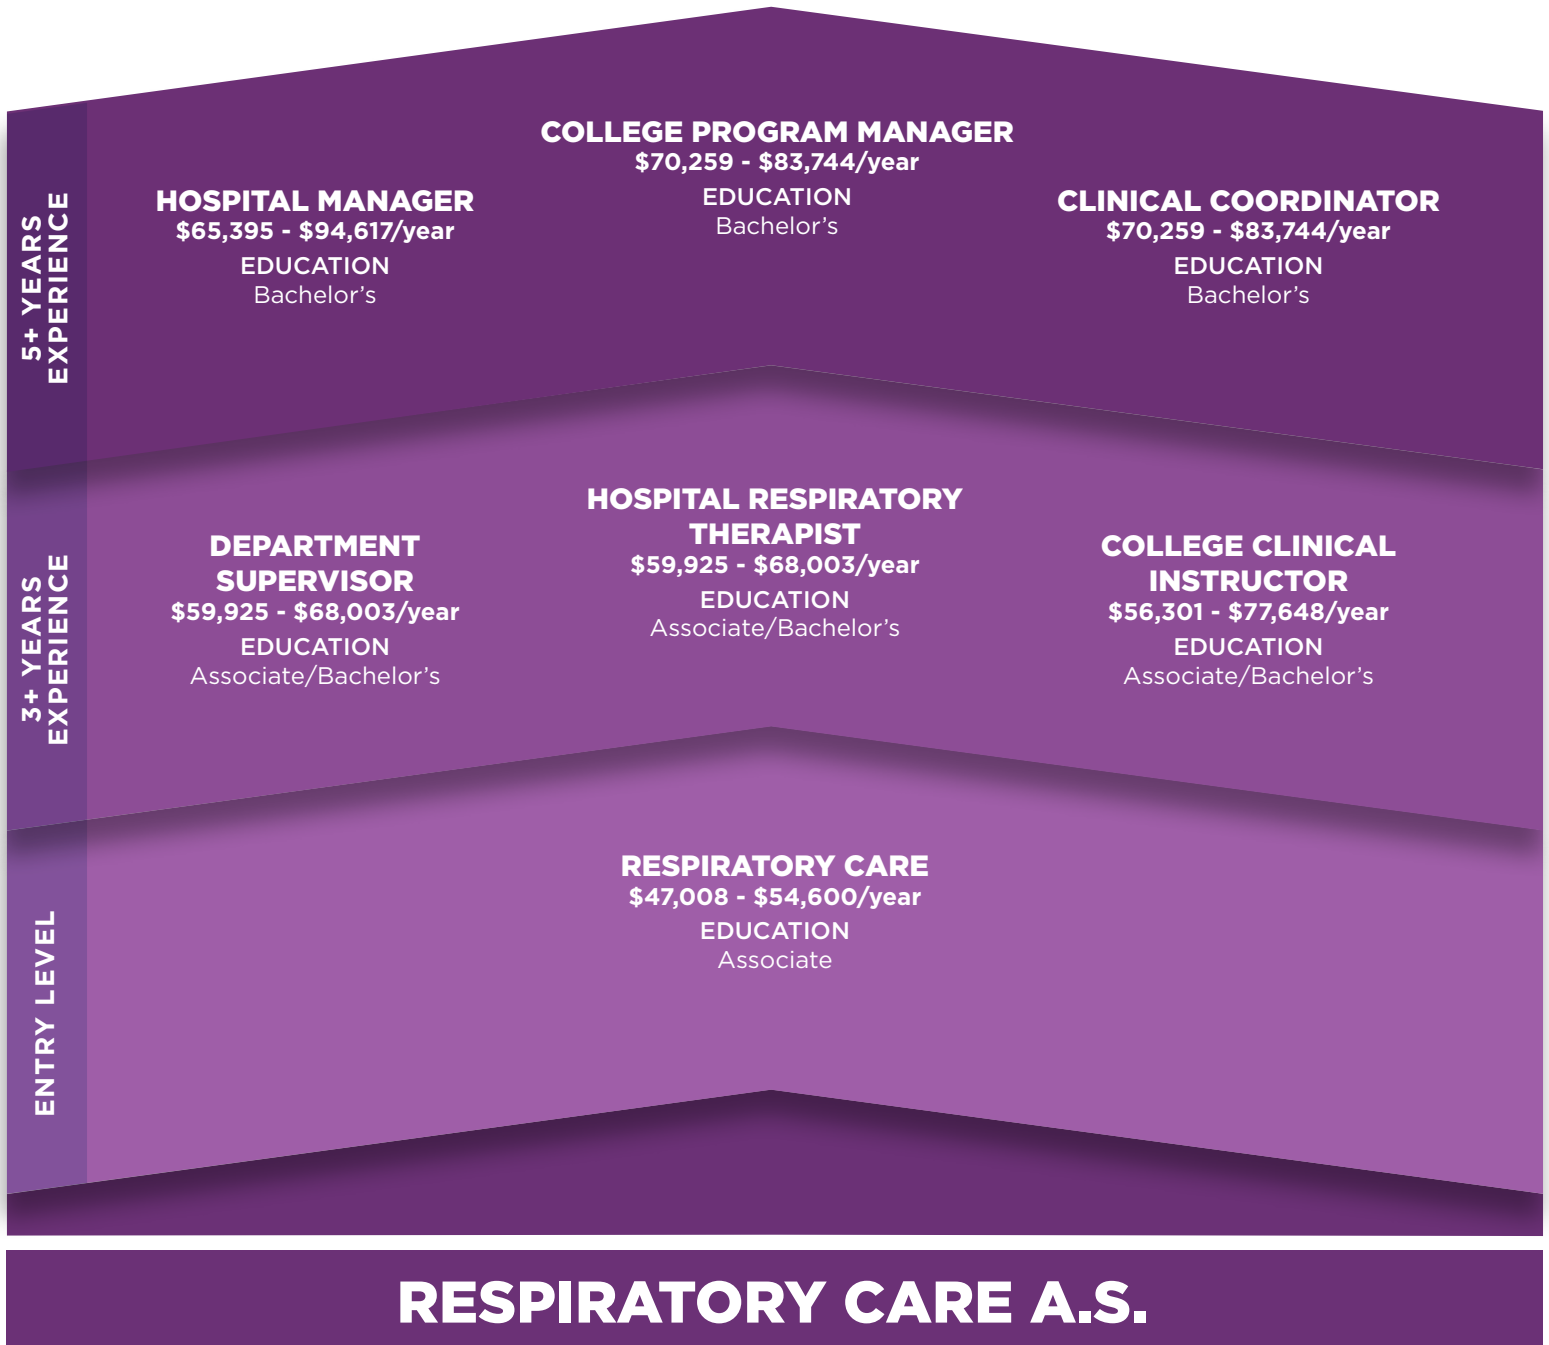 5+ YEARS
EXPERIENCE
HOSPITAL MANAGER
$65,395 - $94,617/year
EDUCATION
Bachelor’s
COLLEGE PROGRAM MANAGER
$70,259 - $83,744/year
EDUCATION
Bachelor’s
CLINICAL COORDINATOR
$70,259 - $83,744/year
EDUCATION
Bachelor’s
3+ YEARS
EXPERIENCE
DEPARTMENT
SUPERVISOR
$59,925 - $68,003/year
EDUCATION
Associate/Bachelor’s
HOSPITAL RESPIRATORY
THERAPIST
$59,925 - $68,003/year
EDUCATION
Associate/Bachelor’s
COLLEGE CLINICAL
INSTRUCTOR
$56,301 - $77,648/year
EDUCATION
Associate/Bachelor’s
ENTRY LEVEL
RESPIRATORY CARE
$47,008 - $54,600/year
EDUCATION
Associate
RESPIRATORY CARE A.S.